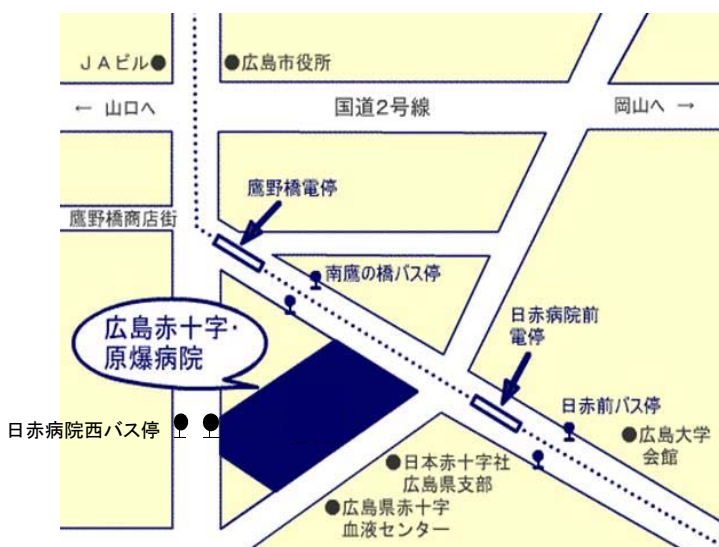 JAビル
広島市役所
← 山口へ
国道2号線
岡山へ →
鷹野橋電停
鷹野橋商店街
南鷹の橋バス停
広島赤十字・
原爆病院
日赤病院前
電停
日赤前バス停
日赤病院西バス停
広島大学
会館
日本赤十字社
広島県支部
広島県赤十字
血液センター